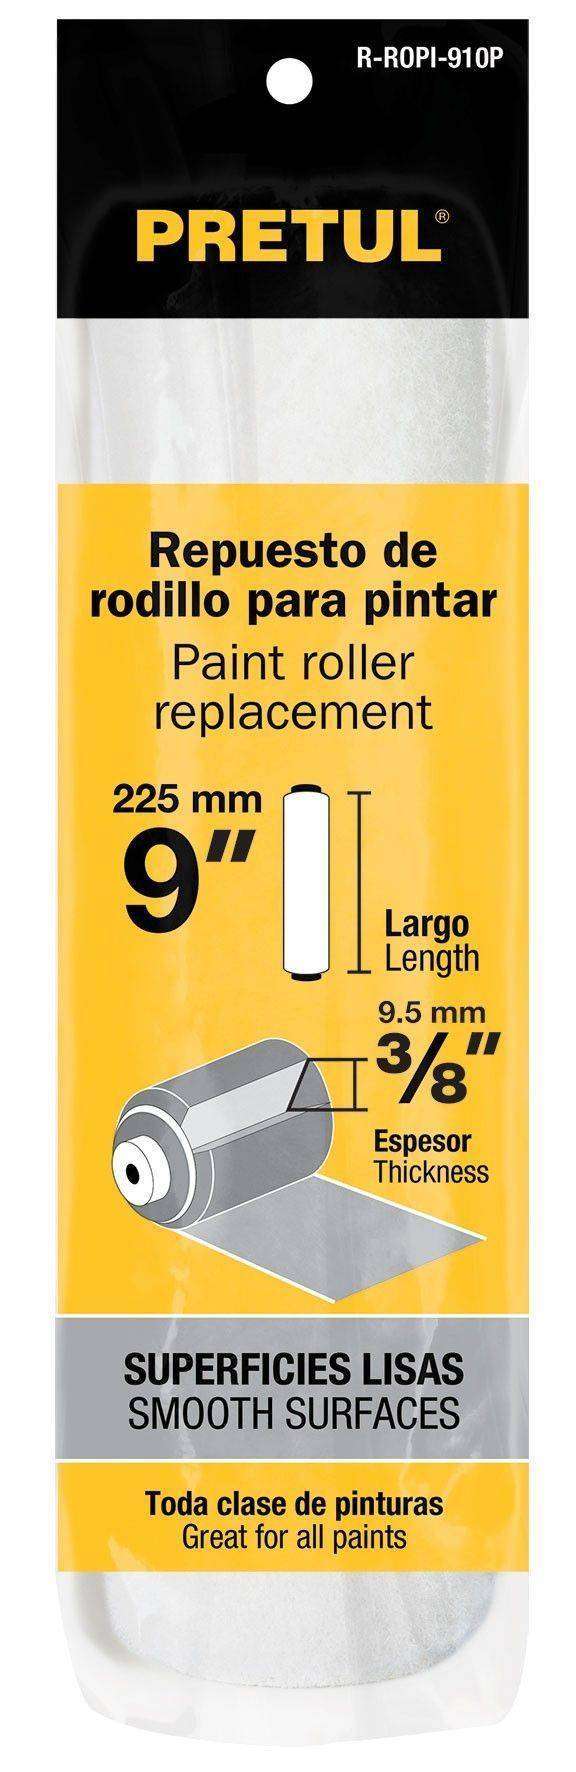 R-ROPI-910P
PRETUL®
Repuesto de
rodillo para pintar
Paint roller
replacement
225 mm
9"
Largo
Length
9.5 mm
3/8"
Espesor
Thickness
SUPERFICIES LISAS
SMOOTH SURFACES
Toda clase de pinturas
Great for all paints